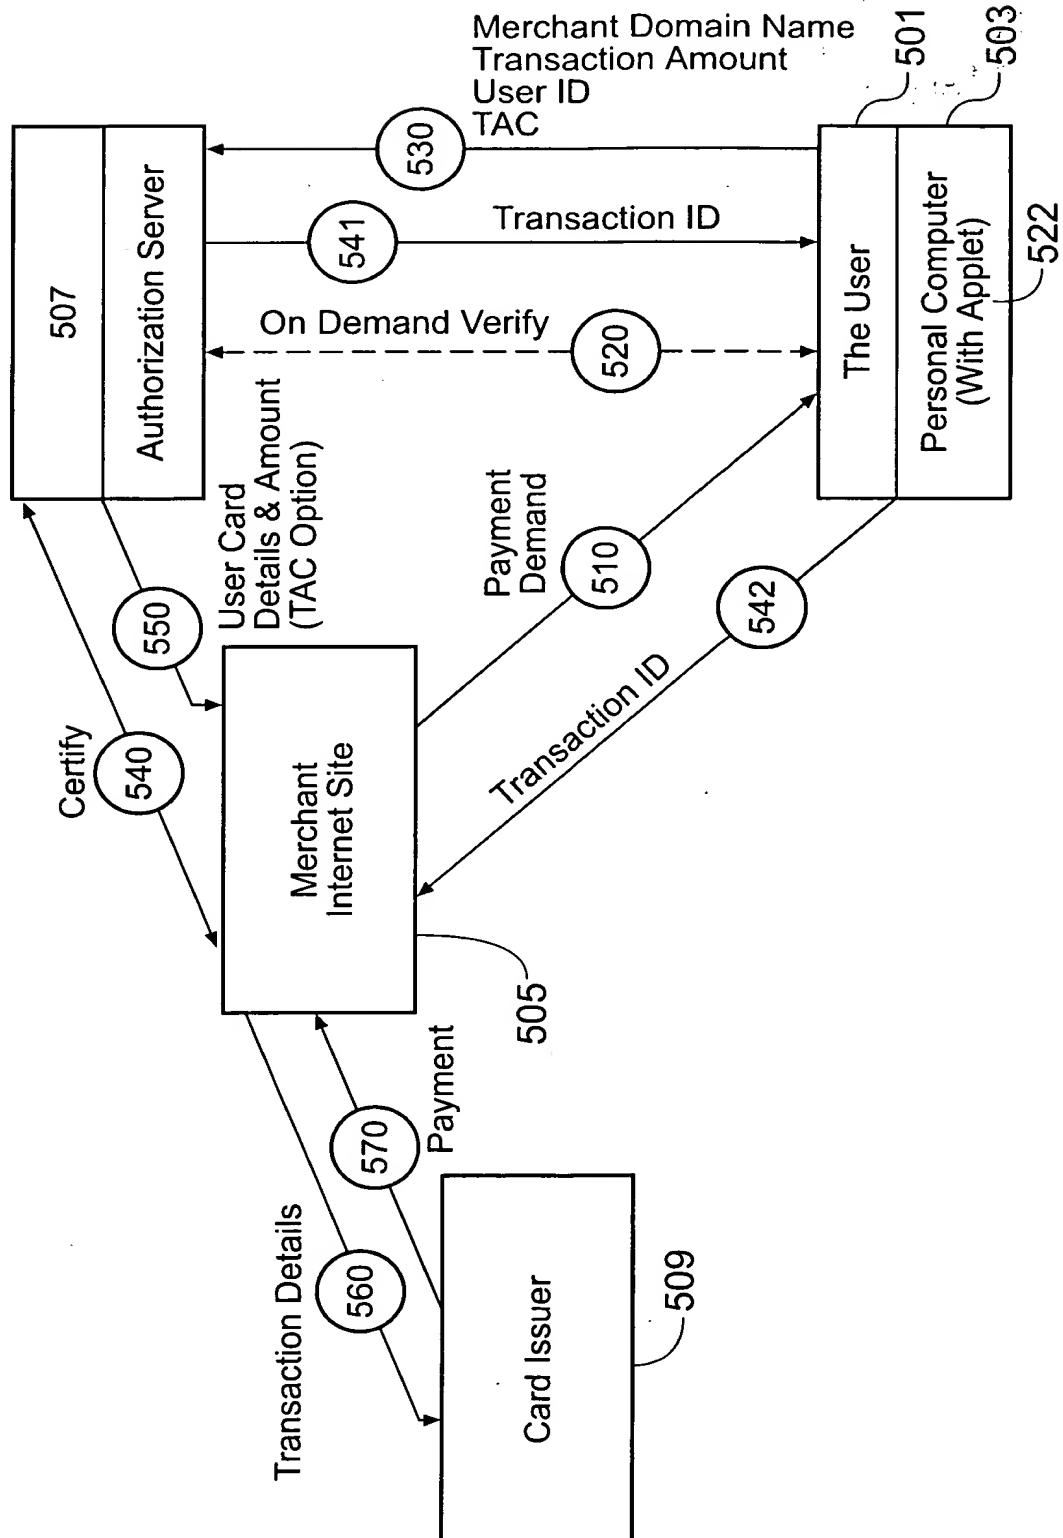 Merchant Domain Name
Transaction Amount
User ID
TAC
501
503
507
Authorization Server
530
541
Transaction ID
On Demand Verify
520
The User
Personal Computer
(With Applet)
522
User Card
Details & Amount
(TAC Option)
550
Payment
Demand
510
542
Transaction ID
Certify
540
Merchant
Internet Site
505
Transaction Details
560
570
Payment
Card Issuer
509